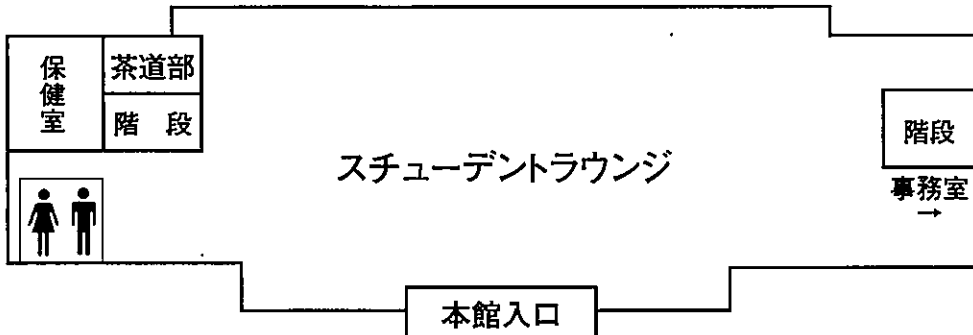 保健室
茶道部
階段
スチューデントラウンジ
階段
事務室
→
本館入口